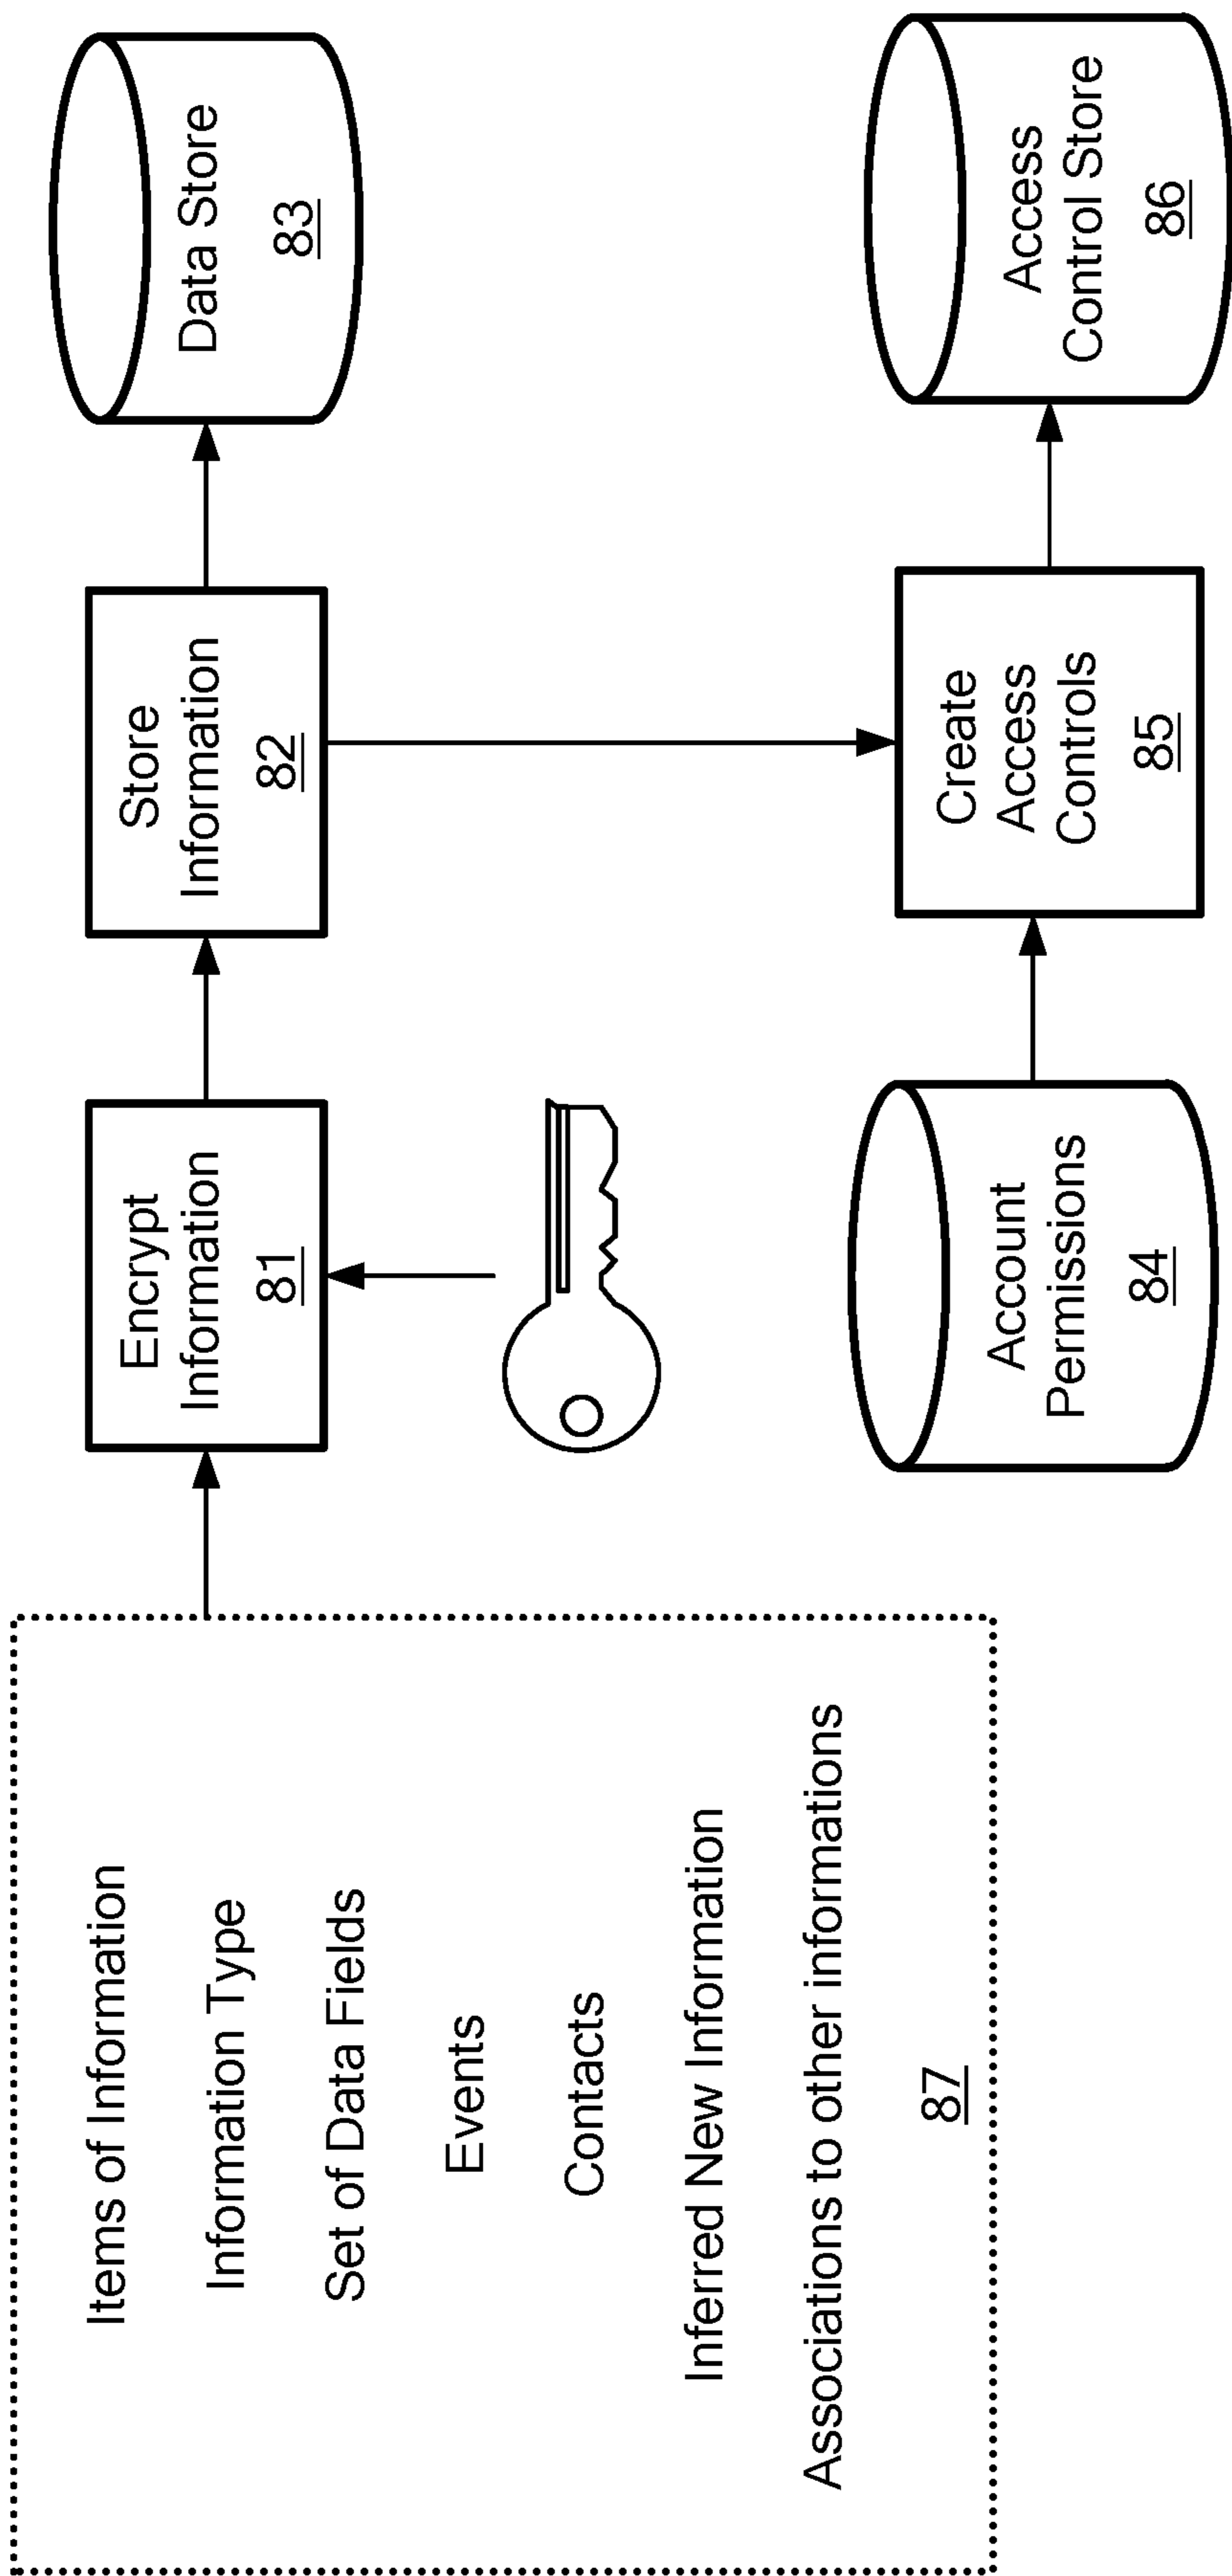 Items of Information
Information Type
Set of Data Fields
Events
Contacts
Inferred New Information
Associations to other informations
87
Encrypt
Information
81
Store
Information
82
Data Store
83
Account
Permissions
84
Create
Access
Controls
85
Access
Control Store
86